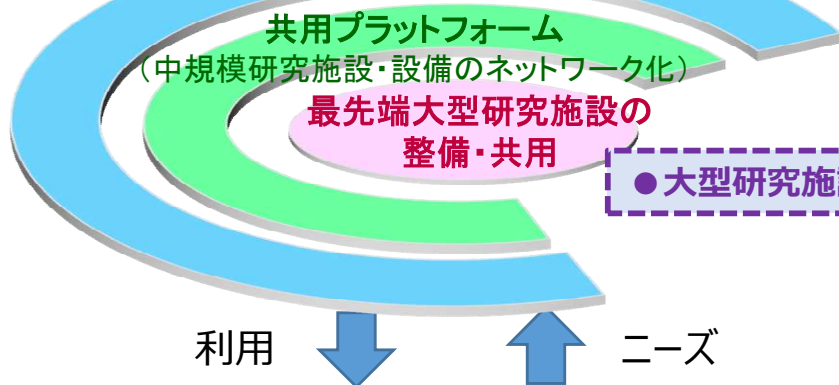 共用プラットフォーム
(中規模研究施設・設備のネットワーク化)
最先端大型研究施設の
整備・共用
●大型研究施
利用
ニーズ